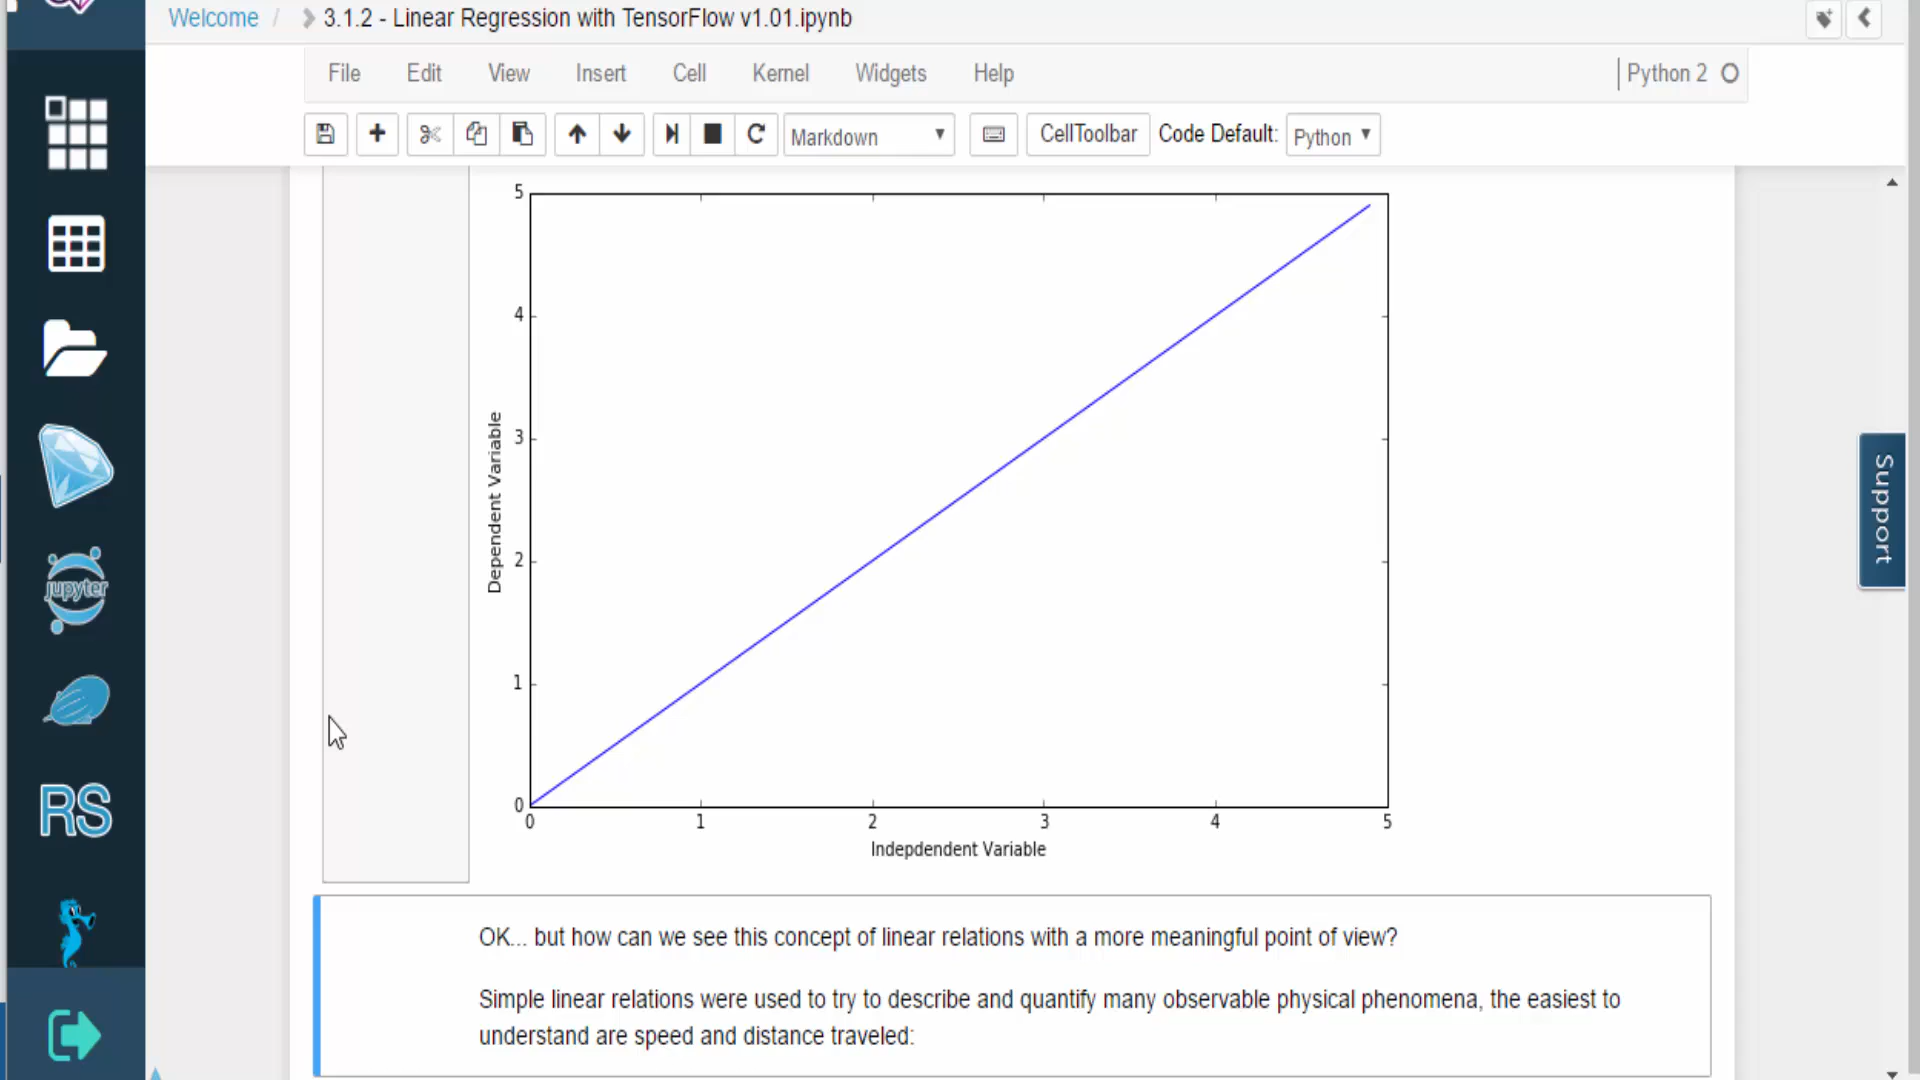 Welcome / 3.1.2 - Linear Regression with TensorFlow v1.01.ipynb
File Edit View Insert Cell Kernel Widgets Help Python 2
Markdown CellToolbar Code Default: Python
5
4
3
2
1
0
Dependent Variable
0 1 2 3 4 5
Indepdendent Variable
jupyter
RS
Support
OK... but how can we see this concept of linear relations with a more meaningful point of view?
Simple linear relations were used to try to describe and quantify many observable physical phenomena, the easiest to
understand are speed and distance traveled: